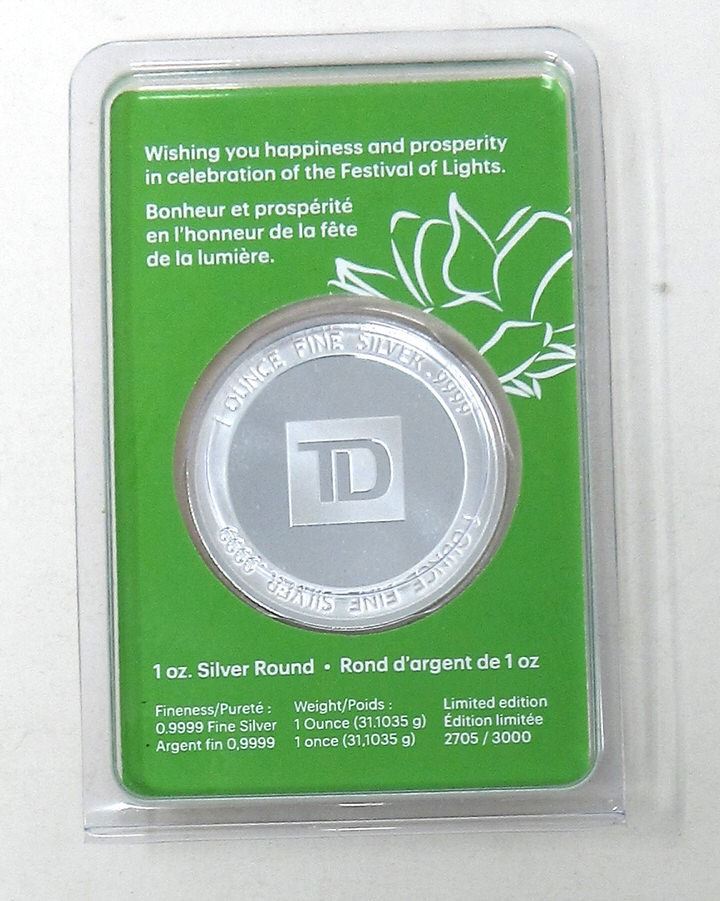 Wishing you happiness and prosperity
in celebration of the Festival of Lights.
Bonheur et prospérité
en l'honneur de la fête
de la lumière.
1 OUNCE FINE SILVER .9999
TD
1 OUNCE FINE SILVER .9999
1 oz. Silver Round • Rond d'argent de 1 oz
Fineness/Pureté :
0.9999 Fine Silver
Argent fin 0,9999
Weight/Poids :
1 Ounce (31.1035 g)
1 once (31,1035 g)
Limited edition
Édition limitée
2705 / 3000